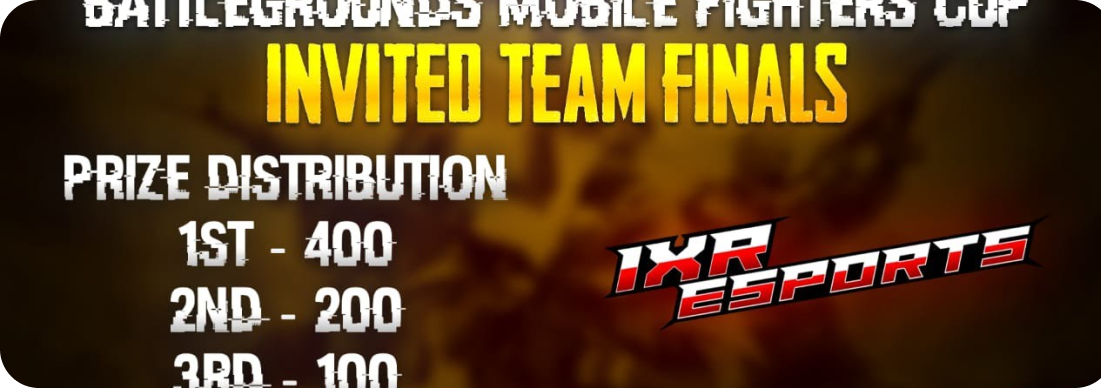 BATTLEGROUNDS MOBILE FIGHTERS CUP
INVITED TEAM FINALS
PRIZE DISTRIBUTION
1ST - 400
2ND - 200
3RD - 100
IXR
ESPORTS